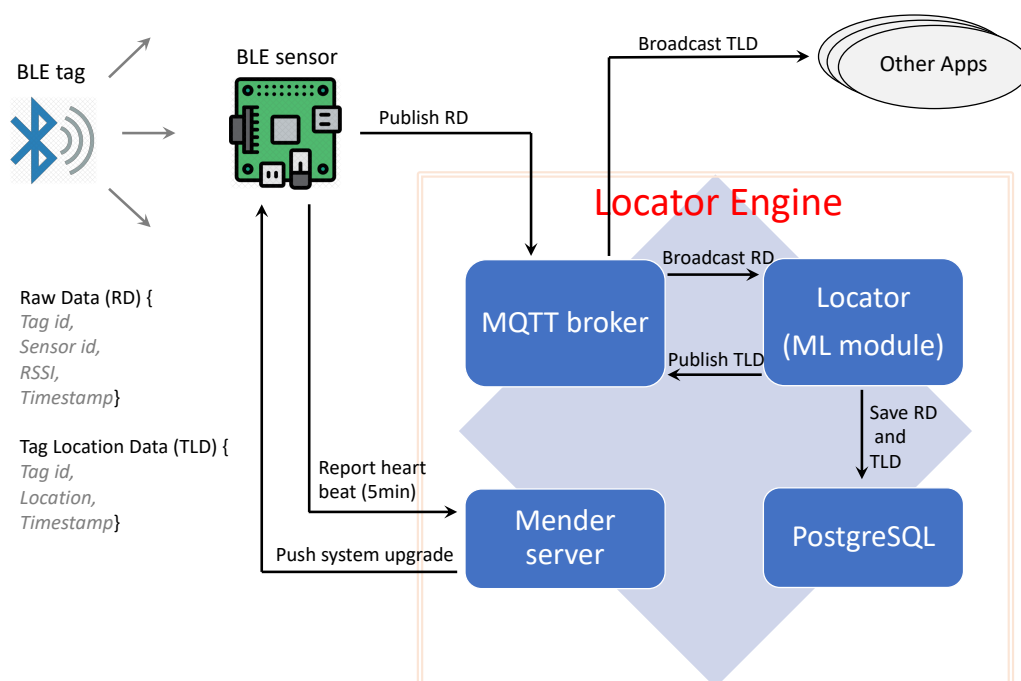 Broadcast TLD
Other Apps
BLE sensor
BLE tag
Publish RD
Locator Engine
Broadcast RD
MQTT broker
Locator
(ML module)
Publish TLD
Raw Data (RD) {
Tag id,
Sensor id,
RSSI,
Timestamp}
Save RD
and
TLD
Tag Location Data (TLD) {
Tag id,
Location,
Timestamp}
Report heart
beat (5min)
Mender
server
PostgreSQL
Push system upgrade